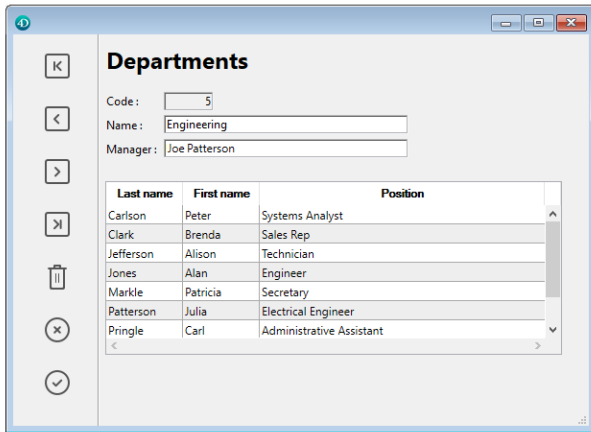 4D
Departments
Code : 5
Name : Engineering
Manager : Joe Patterson
Last name First name Position
Carlson Peter Systems Analyst
Clark Brenda Sales Rep
Jefferson Alison Technician
Jones Alan Engineer
Markle Patricia Secretary
Patterson Julia Electrical Engineer
Pringle Carl Administrative Assistant